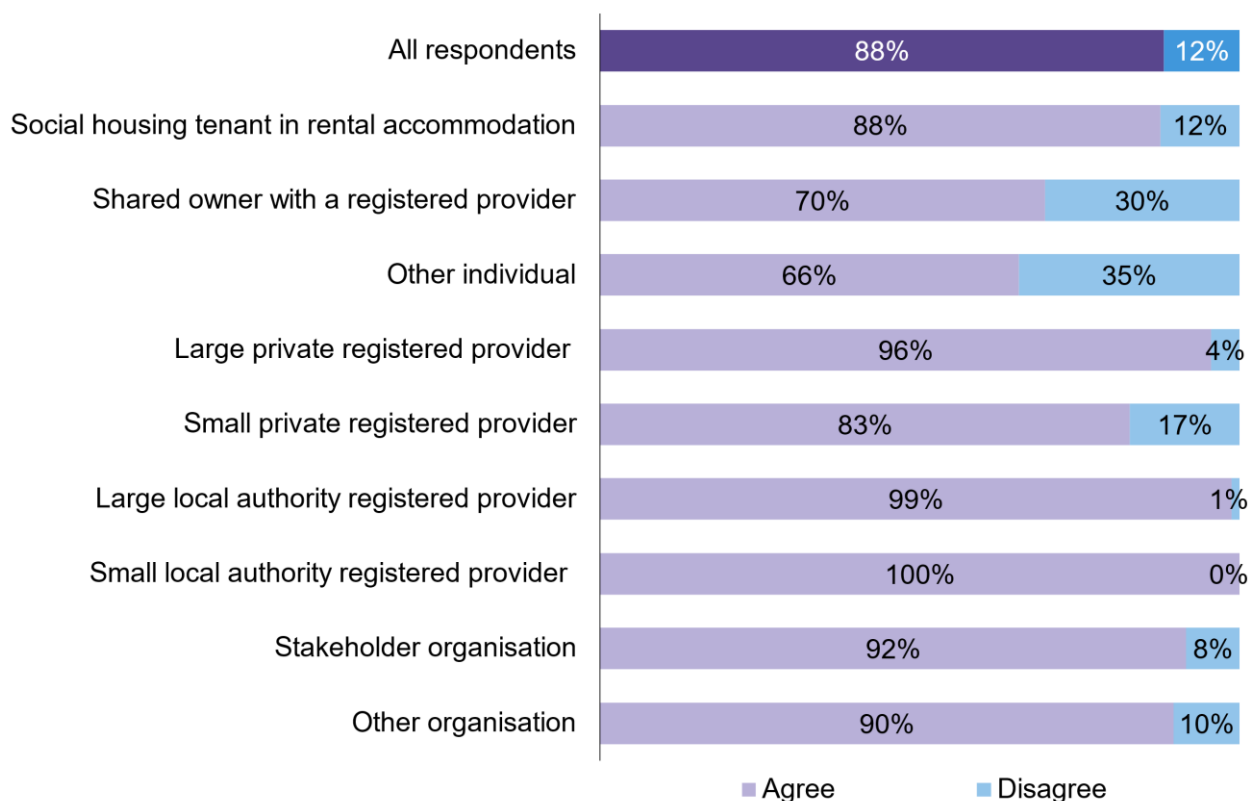 All respondents 88% 12%
Social housing tenant in rental accommodation 88% 12%
Shared owner with a registered provider 70% 30%
Other individual 66% 35%
Large private registered provider 96% 4%
Small private registered provider 83% 17%
Large local authority registered provider 99% 1%
Small local authority registered provider 100% 0%
Stakeholder organisation 92% 8%
Other organisation 90% 10%
Agree Disagree